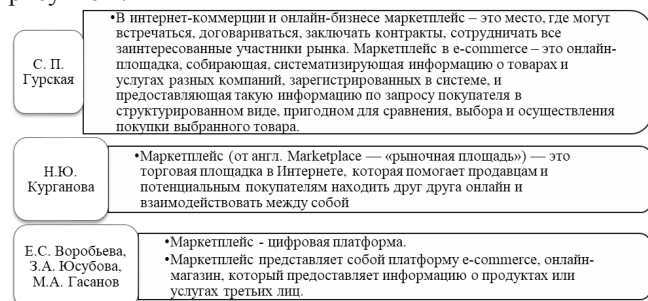 •В интернет-коммерции и онлайн-бизнесе маркетплейс – это место, где могут
встречаться, договариваться, заключать контракты, сотрудничать все
заинтересованные участники рынка. Маркетплейс в e-commerce – это онлайн-
площадка, собирающая, систематизирующая информацию о товарах и
услугах разных компаний, зарегистрированных в системе, и
предоставляющая такую информацию по запросу покупателя в
структурированном виде, пригодном для сравнения, выбора и осуществления
покупки выбранного товара.
С. П.
Гурская
•Маркетплейс (от англ. Marketplace — «рыночная площадь») — это
торговая площадка в Интернете, которая помогает продавцам и
потенциальным покупателям находить друг друга онлайн и
взаимодействовать между собой
Н.Ю.
Курганова
•Маркетплейс - цифровая платформа.
•Маркетплейс представляет собой платформу e-commerce, онлайн-
магазин, который предоставляет информацию о продуктах или
услугах третьих лиц.
Е.С. Воробьева,
З.А. Юсубова,
М.А. Гасанов